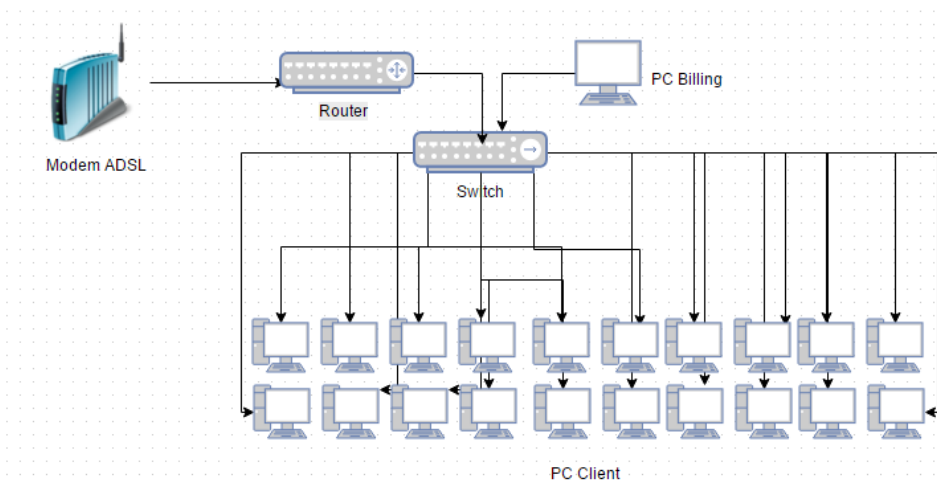 PC Billing
Router
Modem ADSL
Switch
PC Client